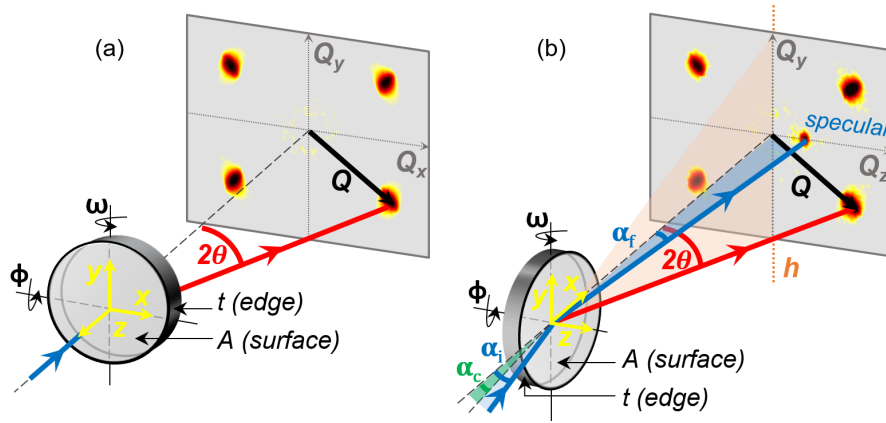 (a)
Qy
Qx
Q
2θ
ω
ϕ
y
x
z
t (edge)
A (surface)
(b)
Qy
specular
Qz
Q
αf
2θ
h
ω
ϕ
x
y
z
αi
αc
A (surface)
t (edge)